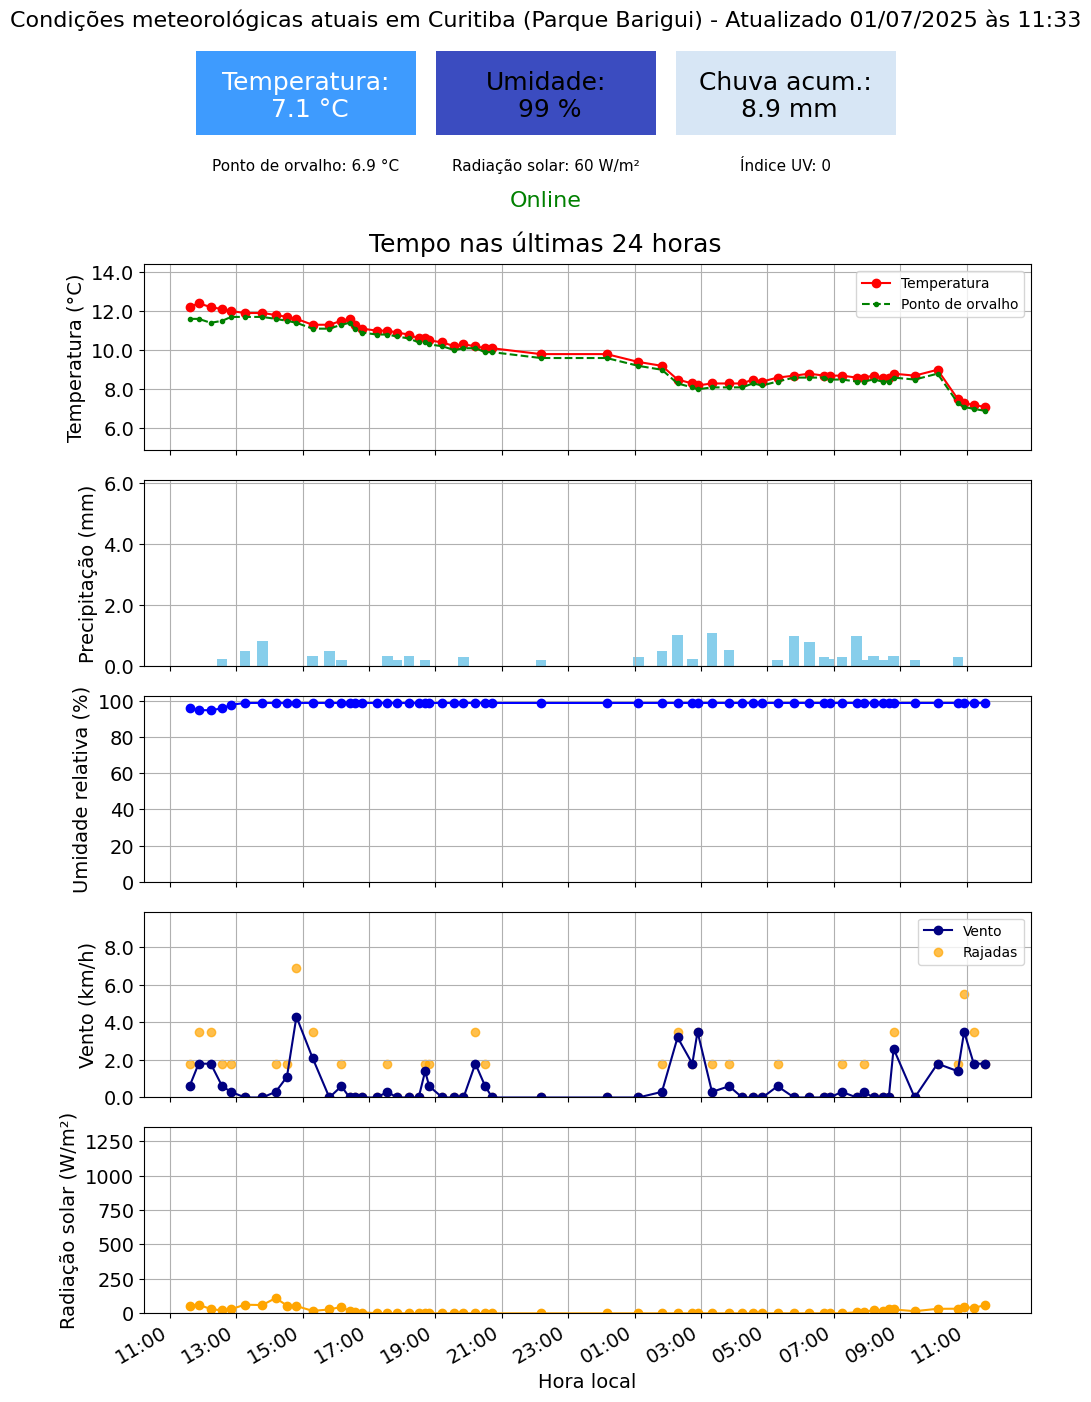 Condições meteorológicas atuais em Curitiba (Parque Barigui) - Atualizado 01/07/2025 às 11:33
Temperatura:
7.1 °C
Umidade:
99 %
Chuva acum.:
8.9 mm
Ponto de orvalho: 6.9 °C
Radiação solar: 60 W/m²
Índice UV: 0
Online
Tempo nas últimas 24 horas
Temperatura (°C)
14.0
12.0
10.0
8.0
6.0
Temperatura
Ponto de orvalho
Precipitação (mm)
6.0
4.0
2.0
0.0
Umidade relativa (%)
100
80
60
40
20
0
Vento (km/h)
8.0
6.0
4.0
2.0
0.0
Vento
Rajadas
Radiação solar (W/m²)
1250
1000
750
500
250
0
11:00
13:00
15:00
17:00
19:00
21:00
23:00
01:00
03:00
05:00
07:00
09:00
11:00
Hora local